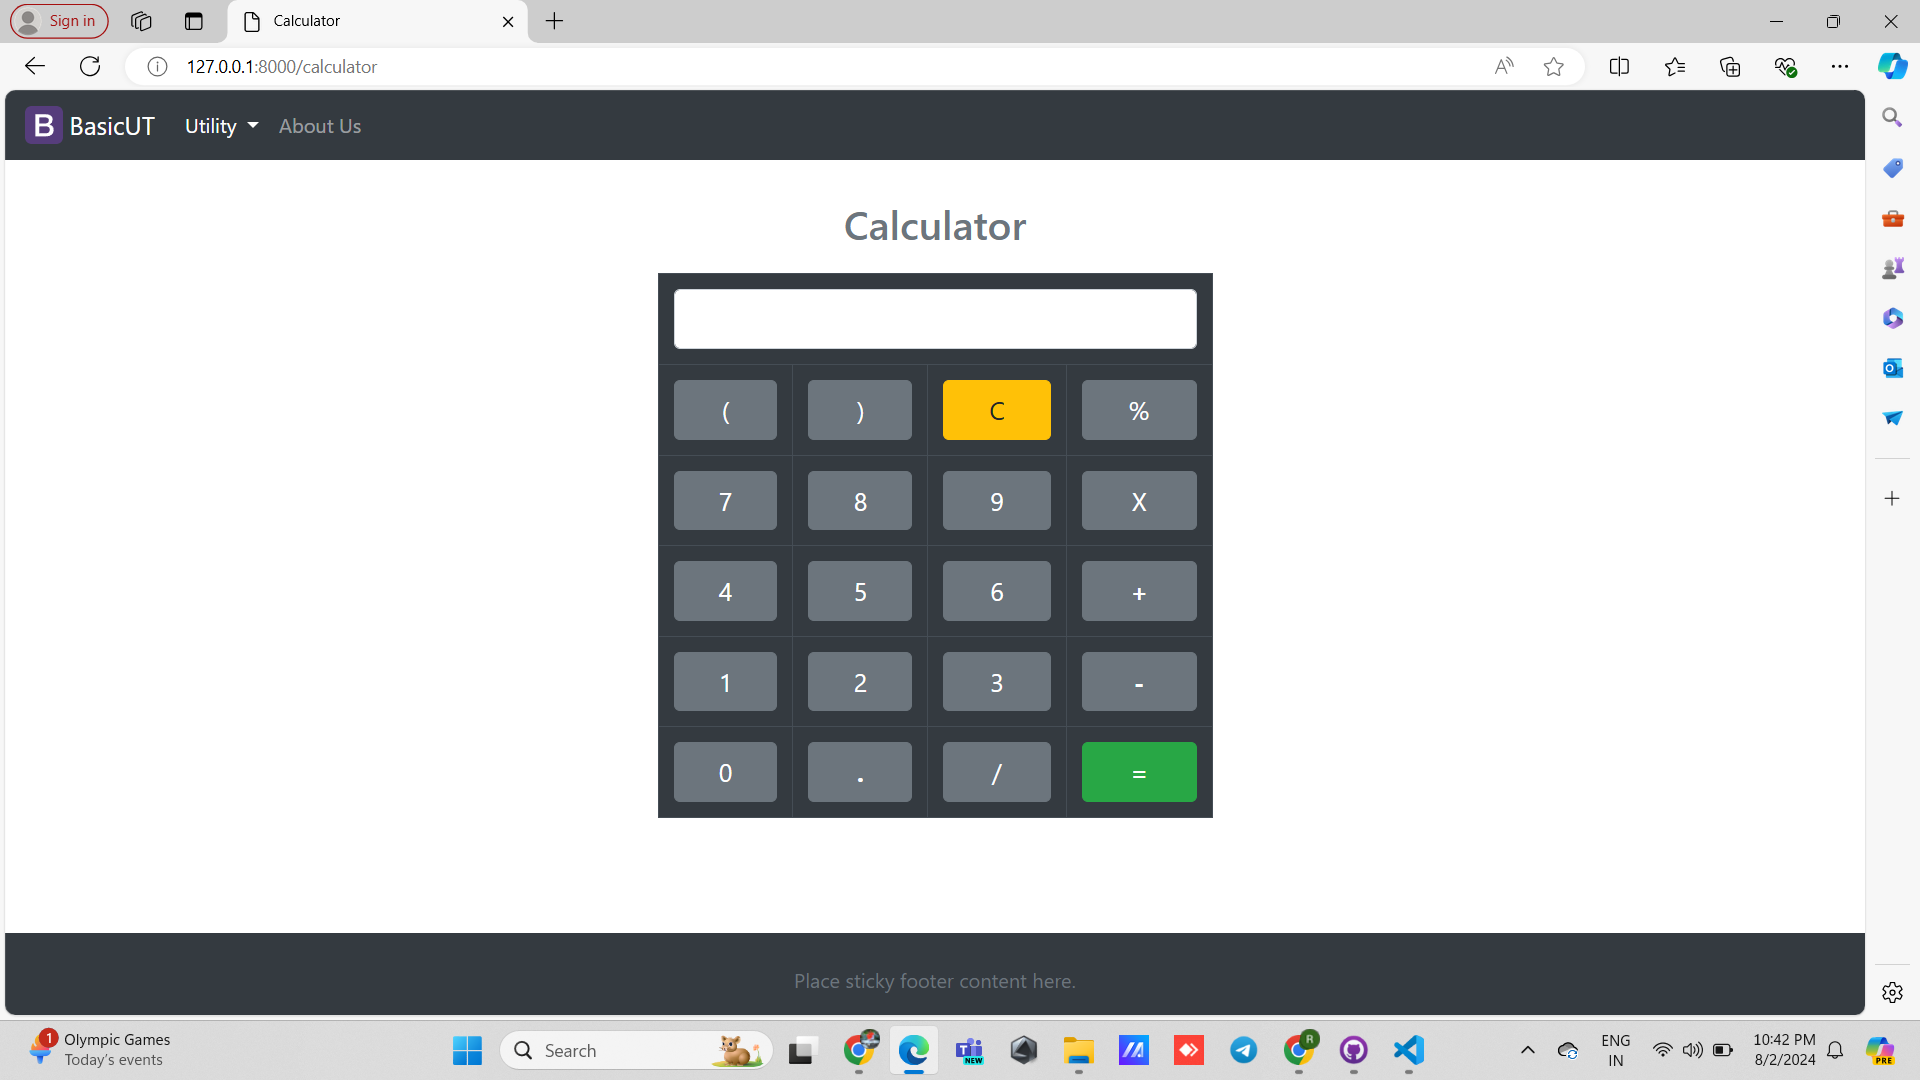 Sign in
Calculator
127.0.0.1:8000/calculator
B BasicUT Utility About Us
Calculator
( ) C %
7 8 9 X
4 5 6 +
1 2 3 -
0 . / =
Place sticky footer content here.
1 Olympic Games
Today's events
Search
NEW
R
ENG
IN
10:42 PM
8/2/2024
PRE